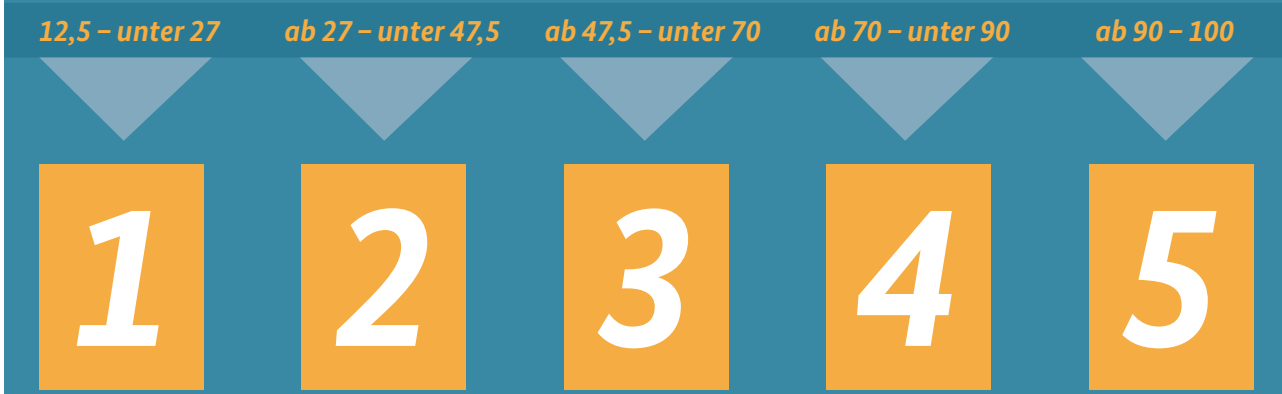 12,5 – unter 27 ab 27 – unter 47,5 ab 47,5 – unter 70 ab 70 – unter 90 ab 90 – 100
1 2 3 4 5